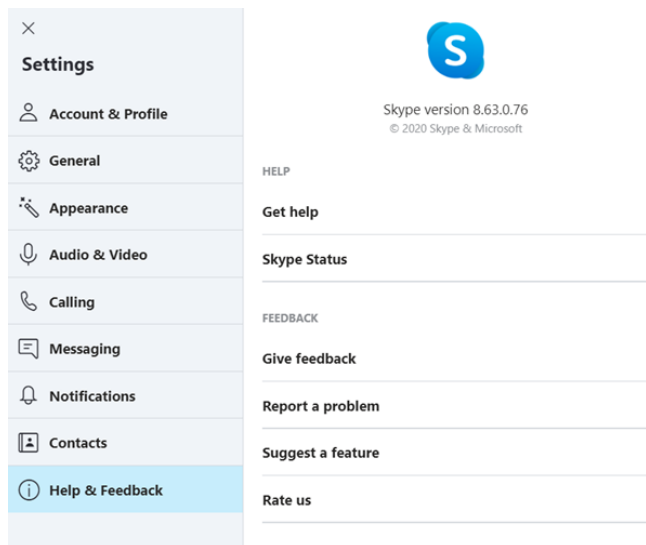 Settings
Account & Profile
General
Appearance
Audio & Video
Calling
Messaging
Notifications
Contacts
Help & Feedback
S
Skype version 8.63.0.76
© 2020 Skype & Microsoft
HELP
Get help
Skype Status
FEEDBACK
Give feedback
Report a problem
Suggest a feature
Rate us